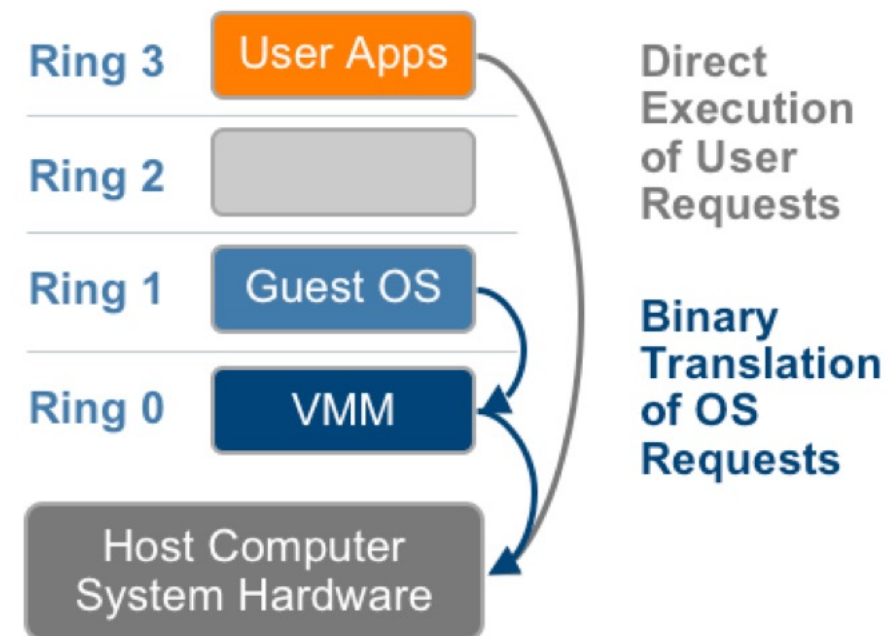 Ring 3
User Apps
Ring 2
Ring 1
Guest OS
Ring 0
VMM
Host Computer
System Hardware
Direct
Execution
of User
Requests
Binary
Translation
of OS
Requests